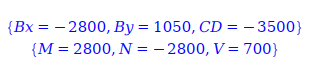 {Bx = −2800, By = 1050, CD = −3500}
{M = 2800, N = −2800, V = 700}